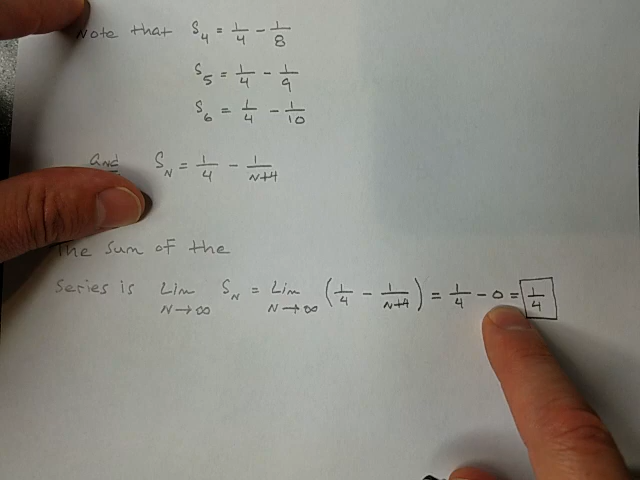 Note that S₄ = 1/4 - 1/8
S₅ = 1/4 - 1/9
S₆ = 1/4 - 1/10
and S_N = 1/4 - 1/(N+4)
The sum of the
series is Lim N→∞ S_N = Lim N→∞ (1/4 - 1/(N+4)) = 1/4 - 0 = 1/4